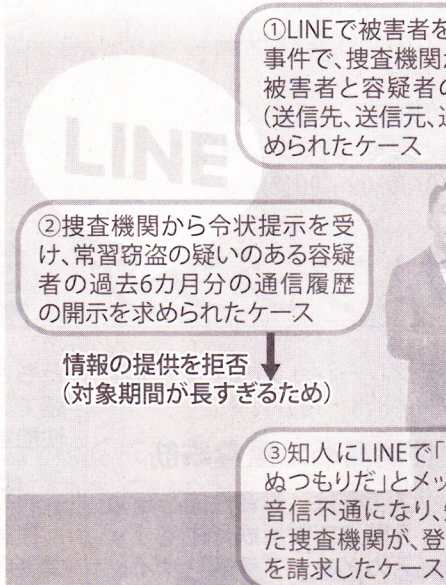 ①LINEで被害者を
事件で、捜査機関
被害者と容疑者の
(送信先、送信元、
められたケース
LINE
②捜査機関から令状提示を受
け、常習窃盗の疑いのある容疑
者の過去6カ月分の通信履歴
の開示を求められたケース
情報の提供を拒否
(対象期間が長すぎるため)
③知人にLINEで「
ぬつもりだ」とメッ
音信不通になり、
た捜査機関が、登
を請求したケース